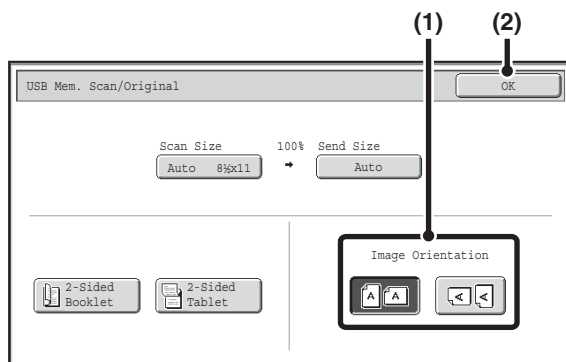 (1) (2)
USB Mem. Scan/Original OK
Scan Size 100% Send Size
Auto 8½x11 Auto
Image Orientation
2-Sided 2-Sided
Booklet Tablet
A A A A